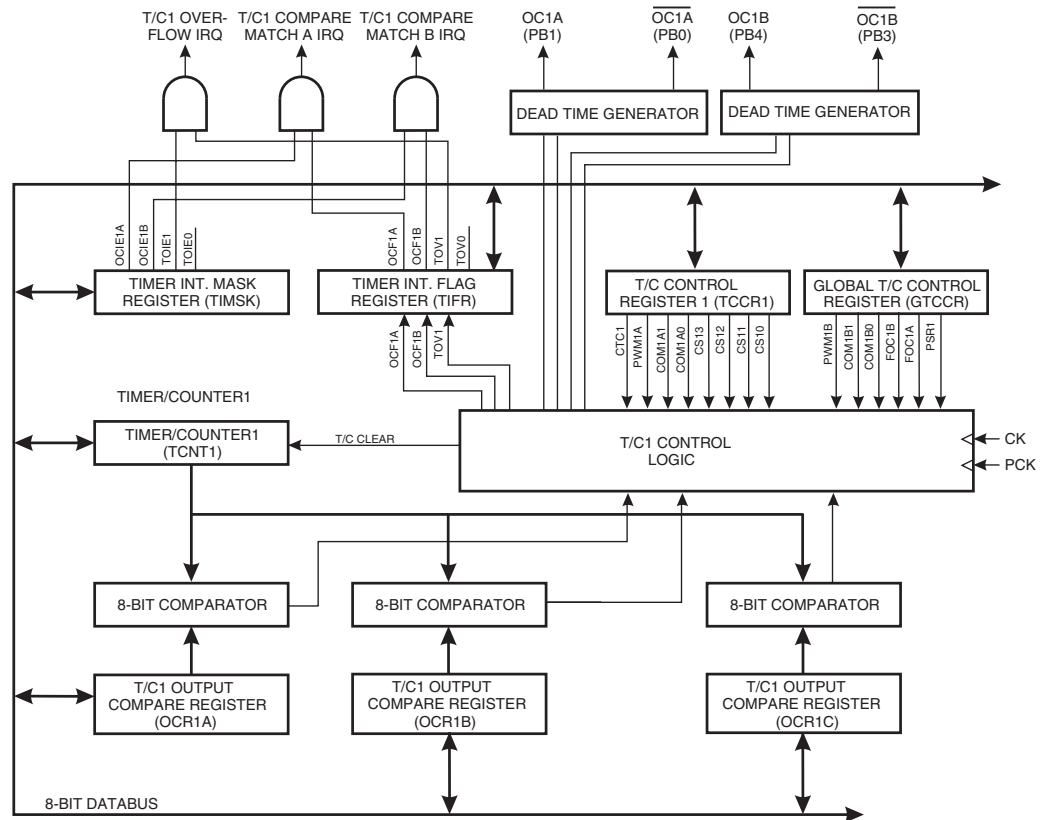 T/C1 OVER-
FLOW IRQ
T/C1 COMPARE
MATCH A IRQ
T/C1 COMPARE
MATCH B IRQ
OC1A
(PB1)
OC1A
(PB0)
OC1B
(PB4)
OC1B
(PB3)
DEAD TIME GENERATOR
DEAD TIME GENERATOR
OCIE1A
OCIE1B
TOIE1
TOIE0
OCF1A
OCF1B
TOV1
TOV0
TIMER INT. MASK
REGISTER (TIMSK)
TIMER INT. FLAG
REGISTER (TIFR)
T/C CONTROL
REGISTER 1 (TCCR1)
GLOBAL T/C CONTROL
REGISTER (GTCCR)
OCF1A
OCF1B
TOV1
CTC1
PWM1A
COM1A1
COM1A0
CS13
CS12
CS11
CS10
PWM1B
COM1B1
COM1B0
FOC1B
FOC1A
PSR1
TIMER/COUNTER1
TIMER/COUNTER1
(TCNT1)
T/C CLEAR
T/C1 CONTROL
LOGIC
CK
PCK
8-BIT COMPARATOR
8-BIT COMPARATOR
8-BIT COMPARATOR
T/C1 OUTPUT
COMPARE REGISTER
(OCR1A)
T/C1 OUTPUT
COMPARE REGISTER
(OCR1B)
T/C1 OUTPUT
COMPARE REGISTER
(OCR1C)
8-BIT DATABUS